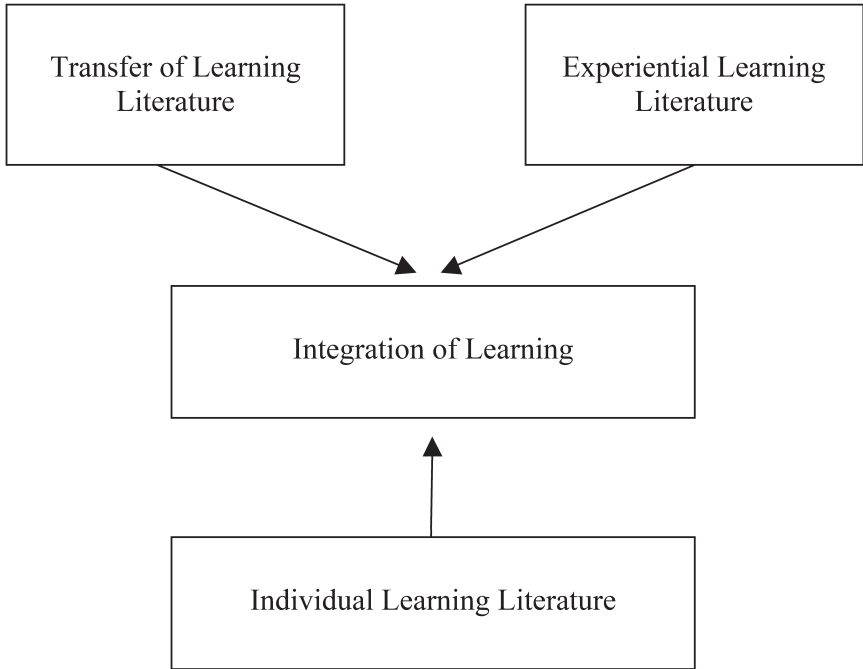 Transfer of Learning
Literature
Experiential Learning
Literature
Integration of Learning
Individual Learning Literature